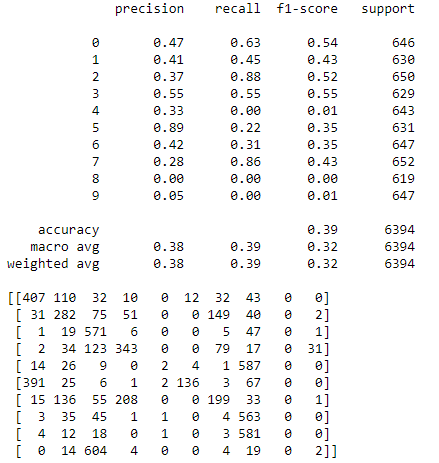 precision recall f1-score support
0 0.47 0.63 0.54 646
1 0.41 0.45 0.43 630
2 0.37 0.88 0.52 650
3 0.55 0.55 0.55 629
4 0.33 0.00 0.01 643
5 0.89 0.22 0.35 631
6 0.42 0.31 0.35 647
7 0.28 0.86 0.43 652
8 0.00 0.00 0.00 619
9 0.05 0.00 0.01 647
accuracy 0.39 6394
macro avg 0.38 0.39 0.32 6394
weighted avg 0.38 0.39 0.32 6394
[[407 110 32 10 0 12 32 43 0 0]
[ 31 282 75 51 0 0 149 40 0 2]
[ 1 19 571 6 0 0 5 47 0 1]
[ 2 34 123 343 0 0 79 17 0 31]
[ 14 26 9 0 2 4 1 587 0 0]
[391 25 6 1 2 136 3 67 0 0]
[ 15 136 55 208 0 0 199 33 0 1]
[ 3 35 45 1 1 0 4 563 0 0]
[ 4 12 18 0 1 0 3 581 0 0]
[ 0 14 604 4 0 0 4 19 0 2]]